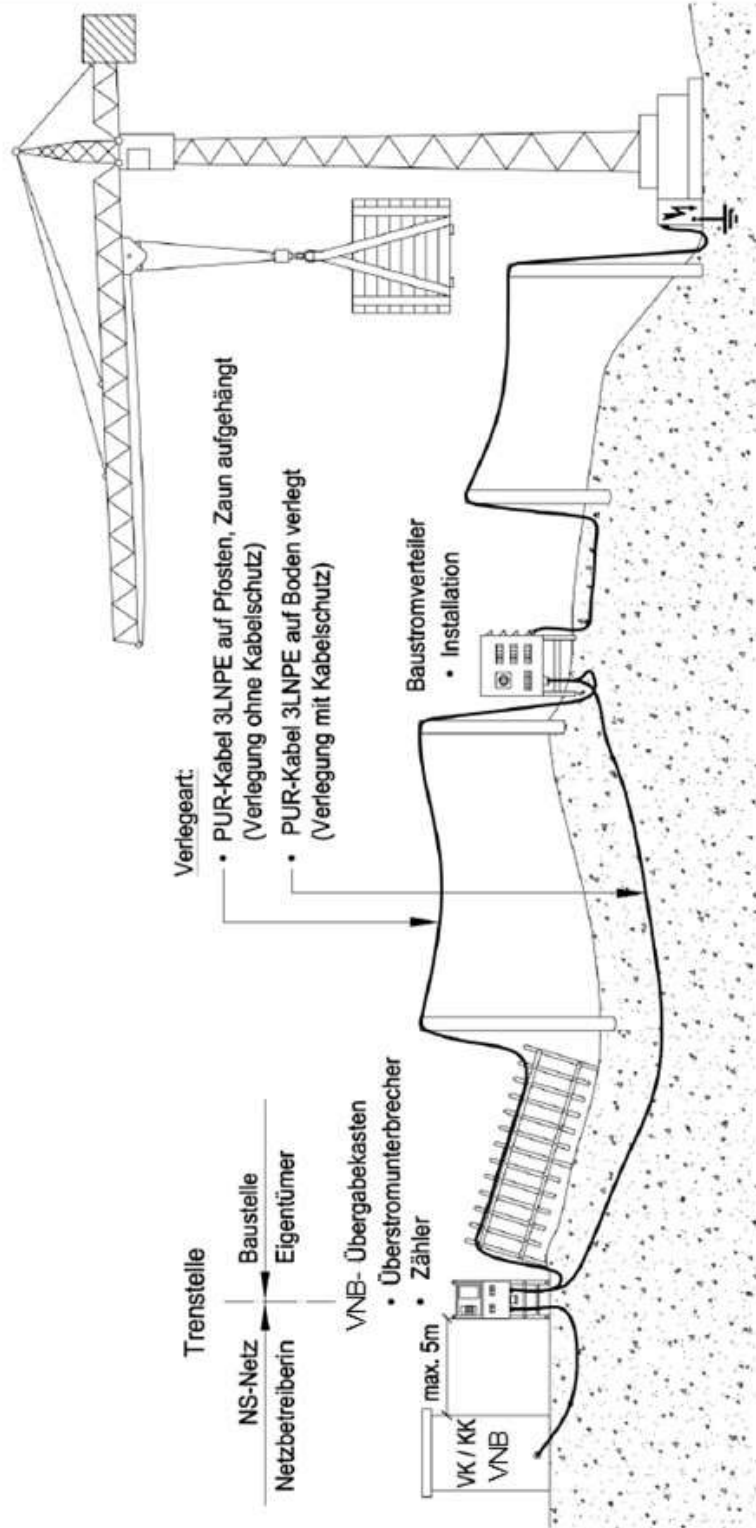 Trenstelle
NS-Netz
Baustelle
Netzbetreiberin
Eigentümer
VNB- Übergabekasten
• Überstromunterbrecher
• Zähler
max. 5m
VK / KK
VNB
Verlegeart:
• PUR-Kabel 3LNPE auf Pfosten, Zaun aufgehängt
(Verlegung ohne Kabelschutz)
• PUR-Kabel 3LNPE auf Boden verlegt
(Verlegung mit Kabelschutz)
Baustromverteiler
• Installation